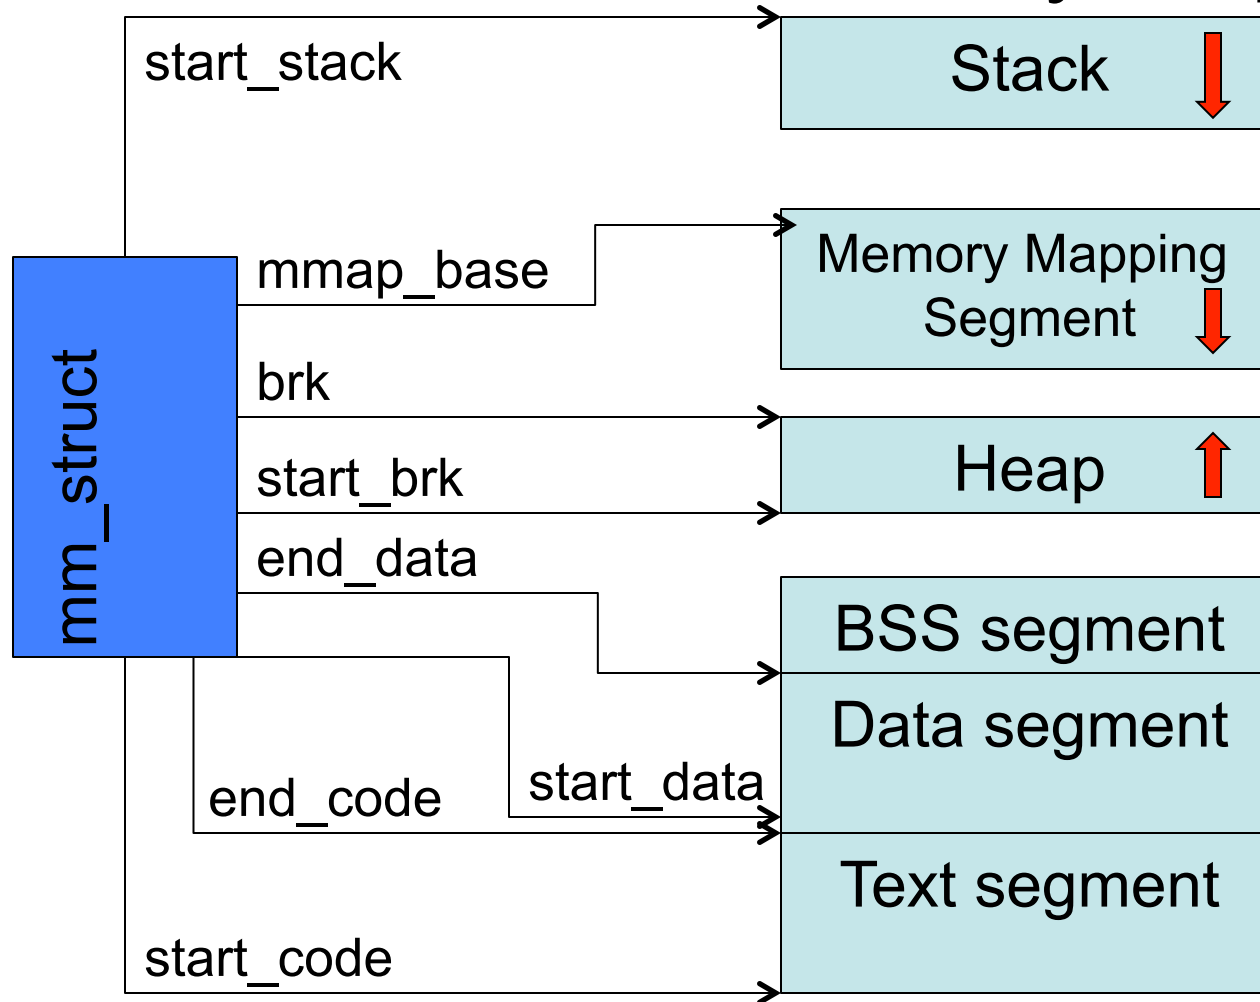 start_stack
Stack
mmap_base
Memory Mapping
Segment
brk
start_brk
Heap
mm_struct
end_data
BSS segment
Data segment
start_data
end_code
Text segment
start_code